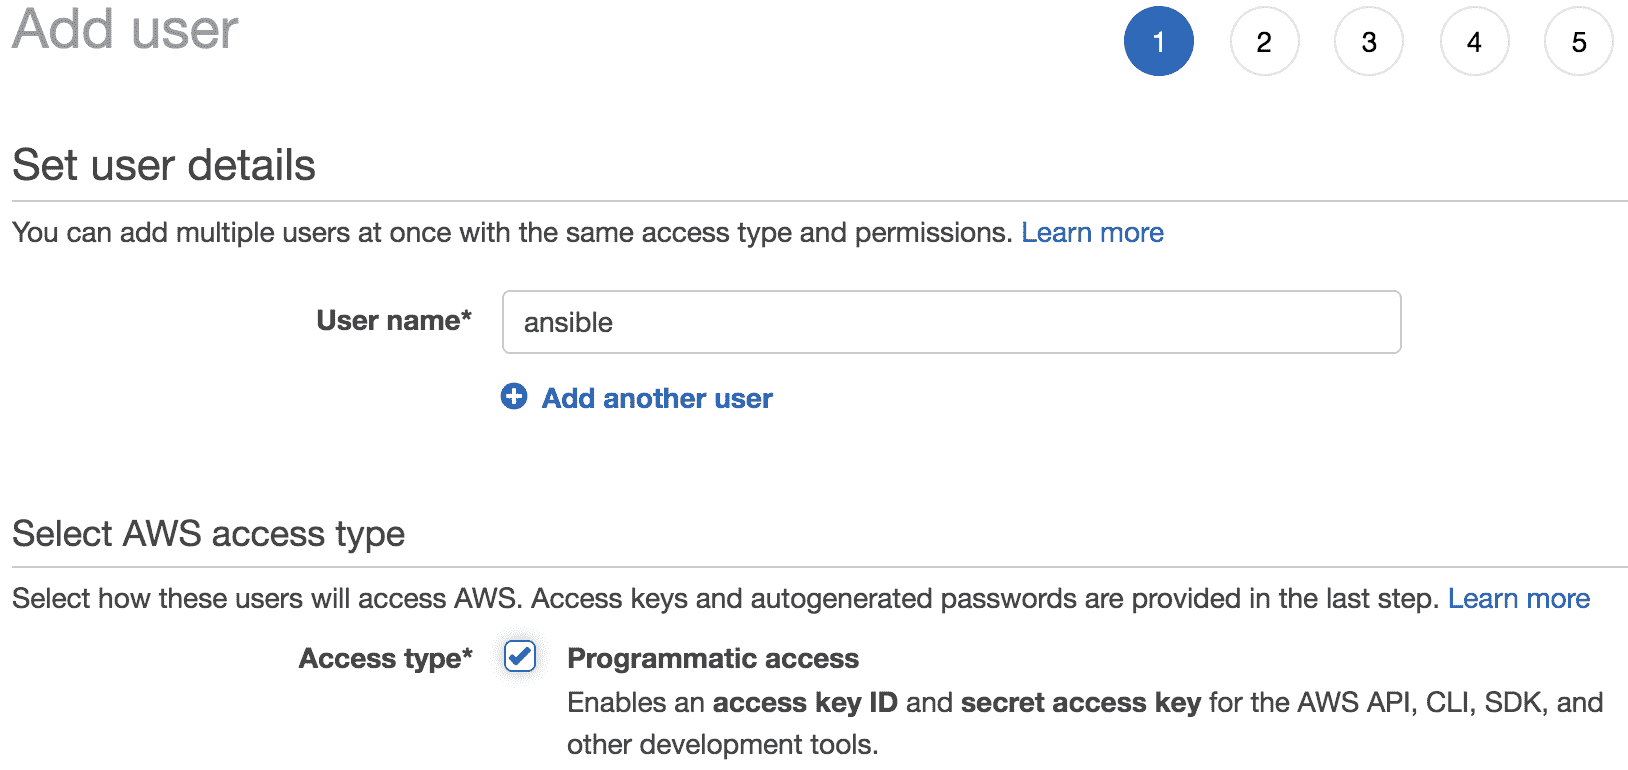 Add user
1 2 3 4 5
Set user details
You can add multiple users at once with the same access type and permissions. Learn more
User name* ansible
Add another user
Select AWS access type
Select how these users will access AWS. Access keys and autogenerated passwords are provided in the last step. Learn more
Access type* Programmatic access
Enables an access key ID and secret access key for the AWS API, CLI, SDK, and
other development tools.